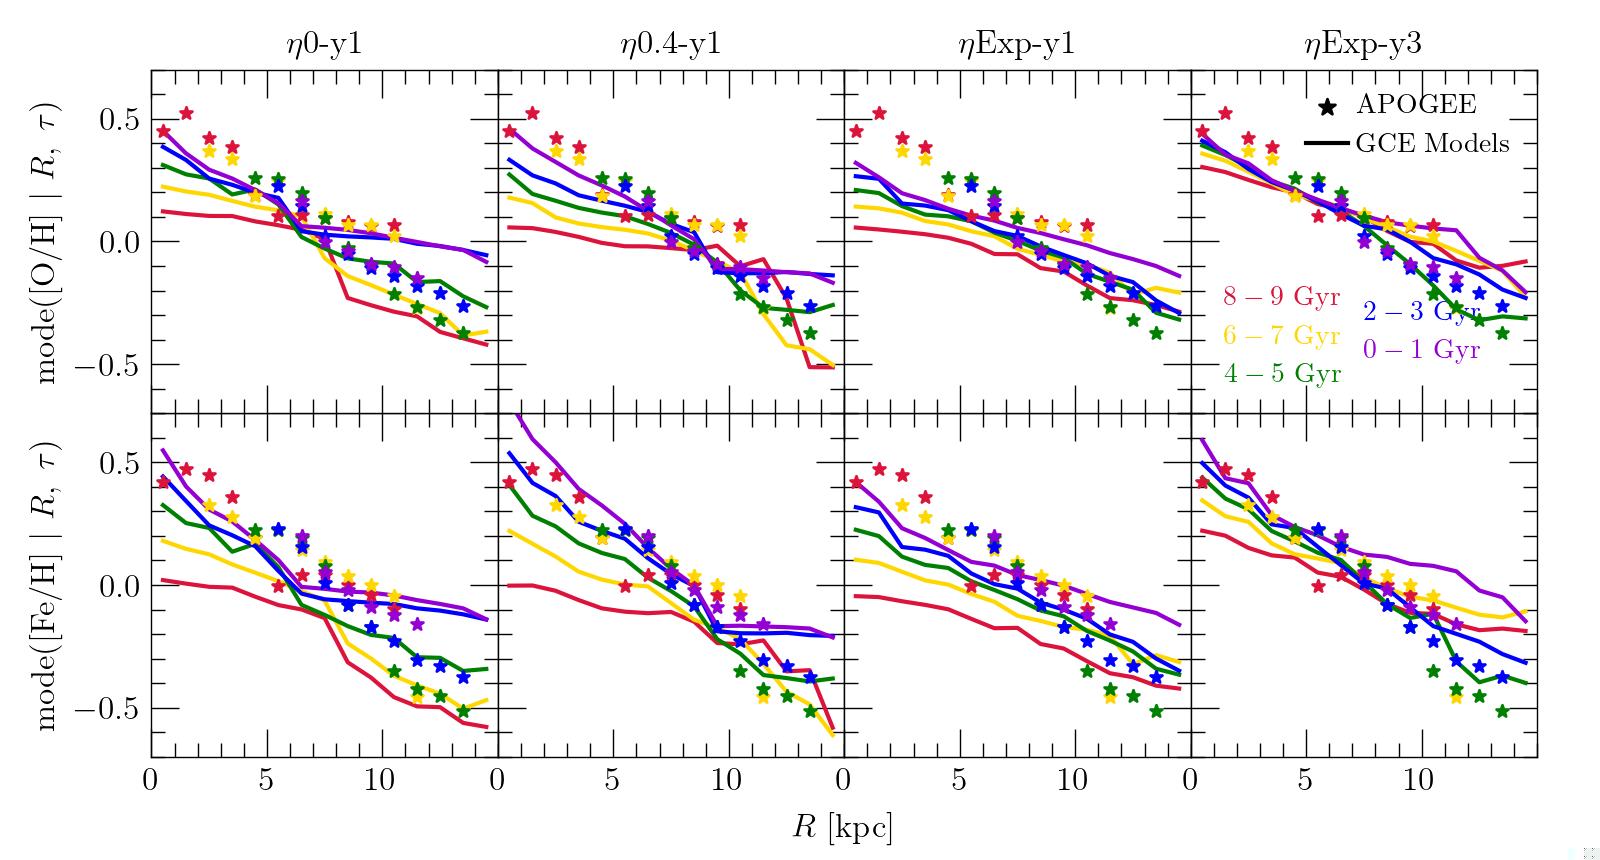 η0-y1 η0.4-y1 ηExp-y1 ηExp-y3
mode([O/H] | R, τ)
0.5
0.0
−0.5
APOGEE
GCE Models
8 − 9 Gyr
6 − 7 Gyr
4 − 5 Gyr
2 − 3 Gyr
0 − 1 Gyr
mode([Fe/H] | R, τ)
0.5
0.0
−0.5
0 5 10 0 5 10 0 5 10 0 5 10
R [kpc]